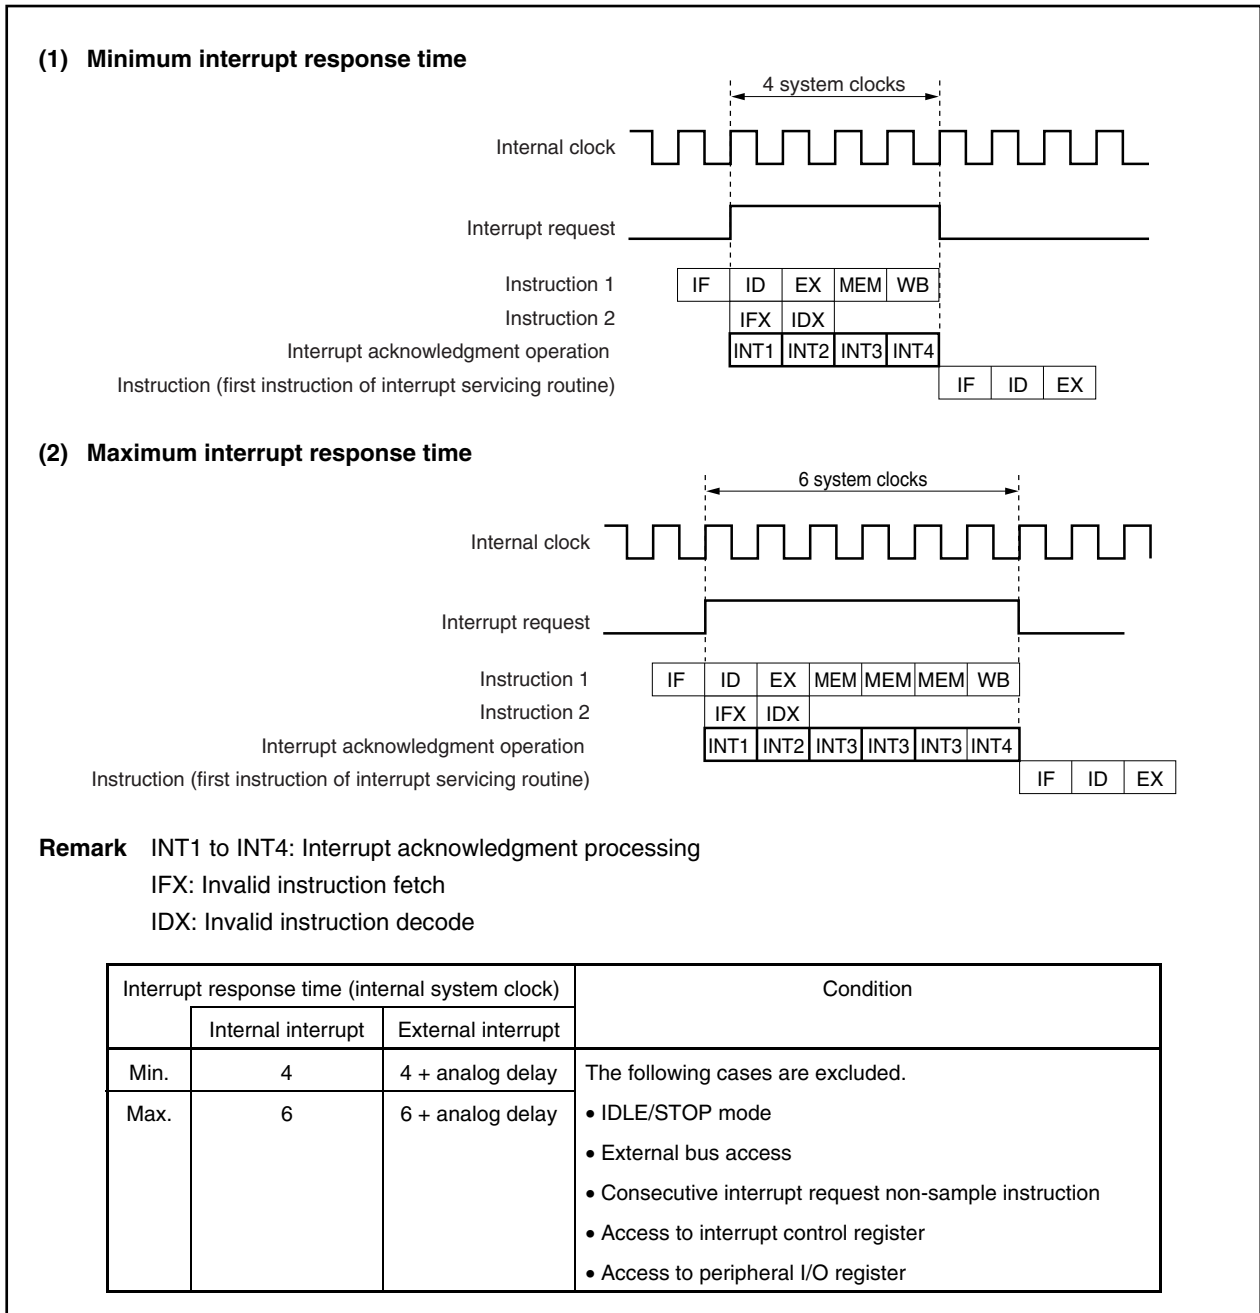 (1) Minimum interrupt response time
4 system clocks
Internal clock
Interrupt request
Instruction 1 IF ID EX MEM WB
Instruction 2 IFX IDX
Interrupt acknowledgment operation INT1 INT2 INT3 INT4
Instruction (first instruction of interrupt servicing routine) IF ID EX
(2) Maximum interrupt response time
6 system clocks
Internal clock
Interrupt request
Instruction 1 IF ID EX MEM MEM MEM WB
Instruction 2 IFX IDX
Interrupt acknowledgment operation INT1 INT2 INT3 INT3 INT3 INT4
Instruction (first instruction of interrupt servicing routine) IF ID EX
Remark INT1 to INT4: Interrupt acknowledgment processing
IFX: Invalid instruction fetch
IDX: Invalid instruction decode
Interrupt response time (internal system clock) Condition
Internal interrupt External interrupt
Min. 4 4 + analog delay The following cases are excluded.
Max. 6 6 + analog delay • IDLE/STOP mode
• External bus access
• Consecutive interrupt request non-sample instruction
• Access to interrupt control register
• Access to peripheral I/O register